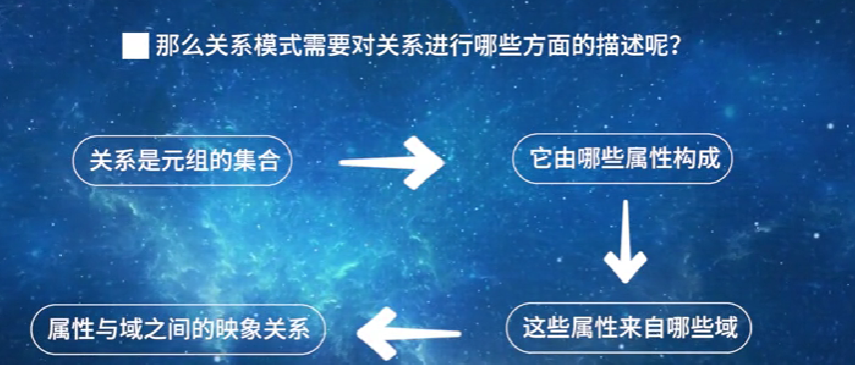 那么关系模式需要对关系进行哪些方面的描述呢？
关系是元组的集合
它由哪些属性构成
这些属性来自哪些域
属性与域之间的映象关系